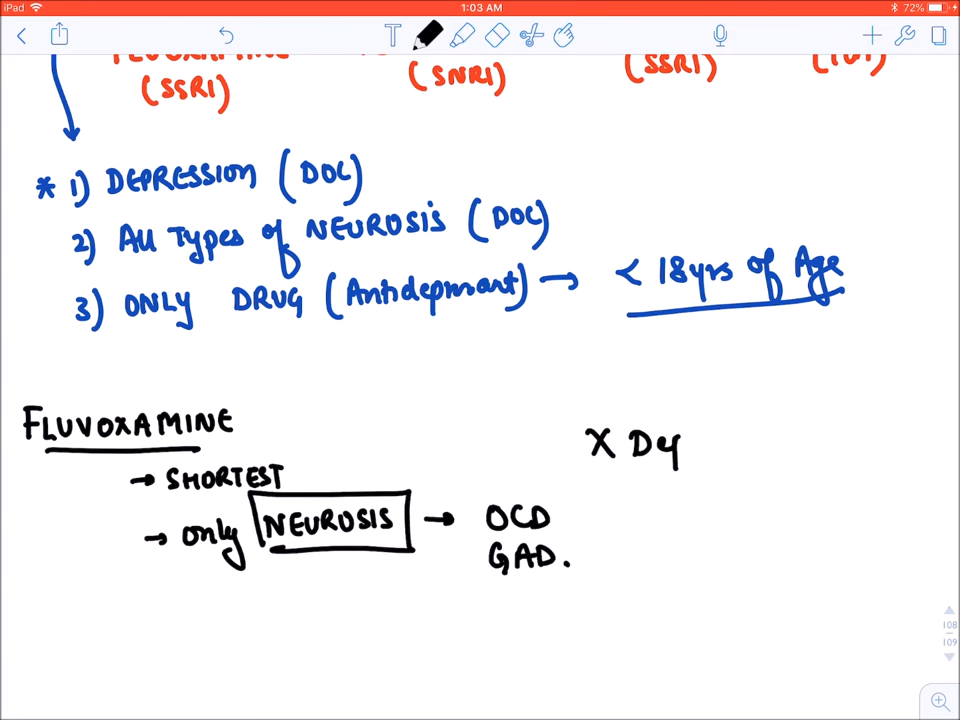 iPad 1:03 AM 72%
(SSRI) (SNRI) (SSRI)
* 1) DEPRESSION (DOC)
2) All Types of NEUROSIS (DOC)
3) ONLY DRUG (Antidepressant) → < 18yrs of Age
FLUVOXAMINE
X De
→ SHORTEST
→ only NEUROSIS → OCD
GAD.
108
109